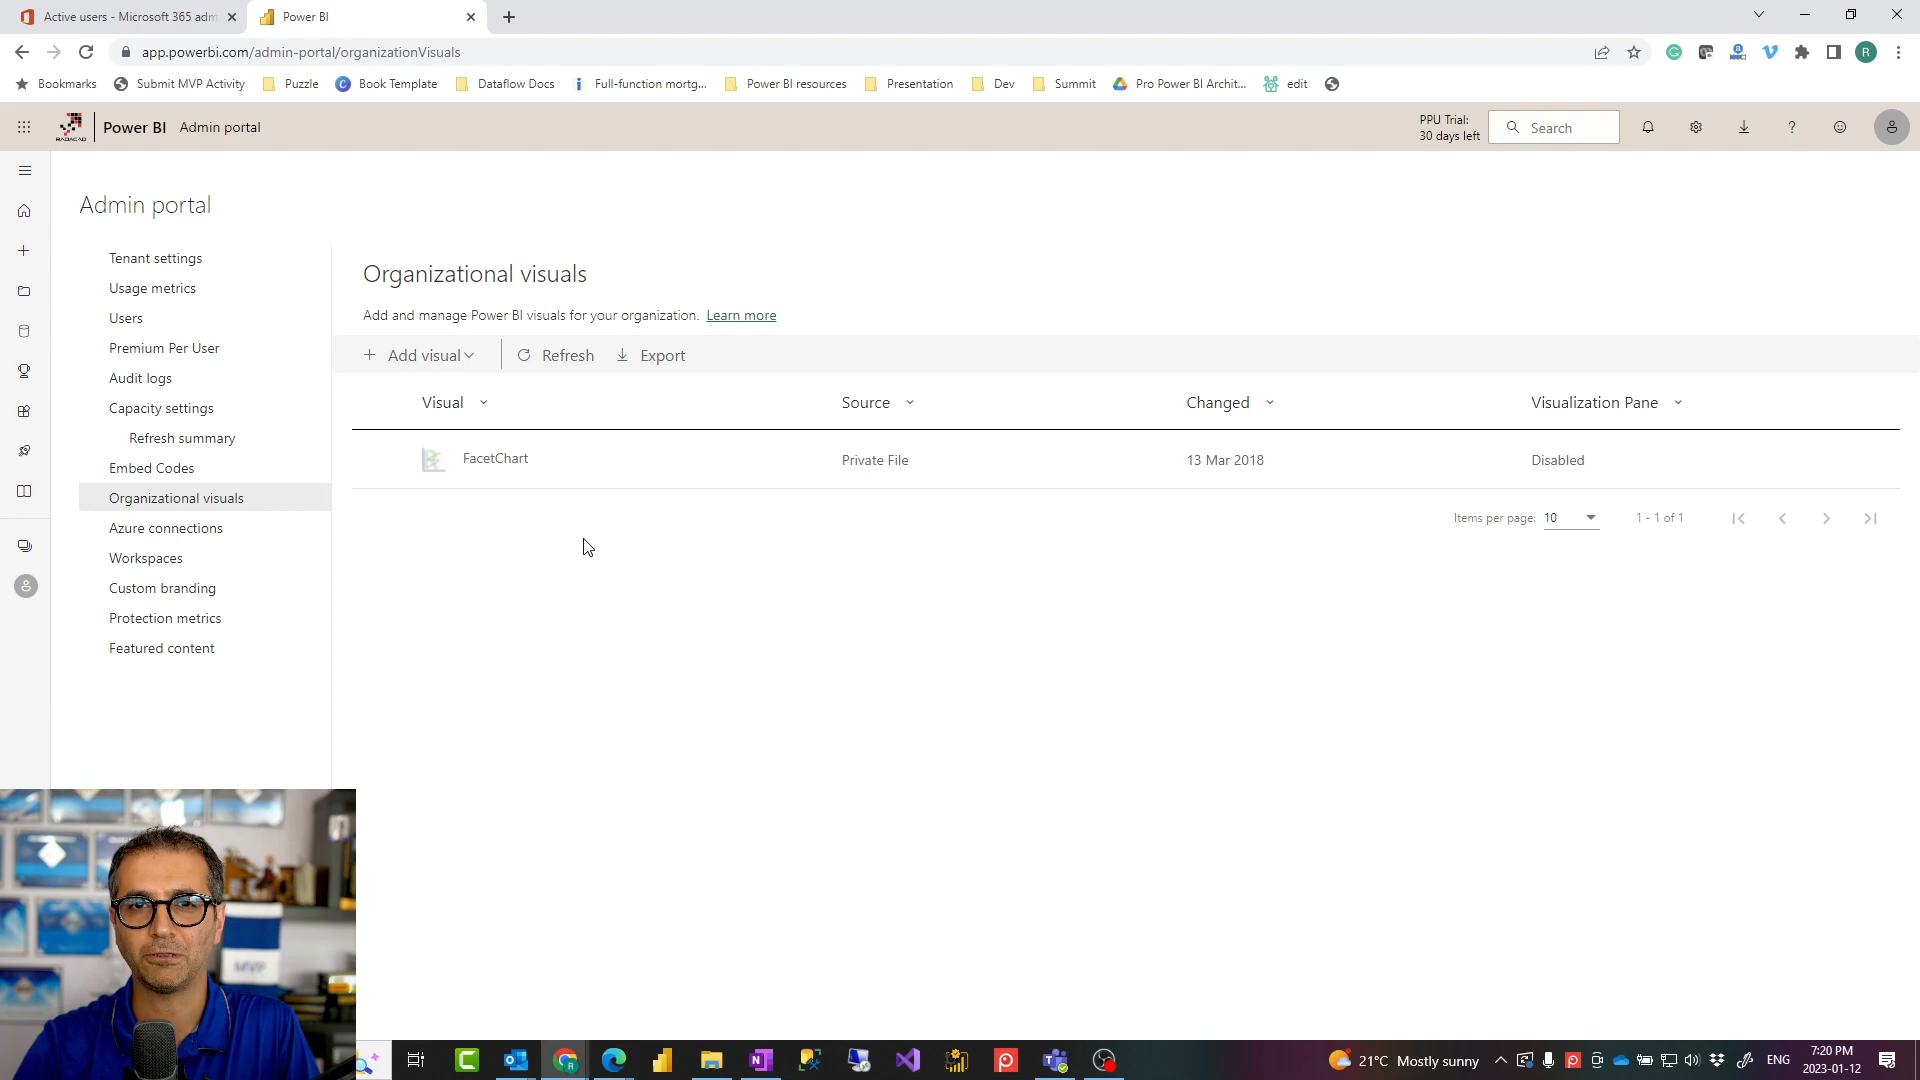 Active users - Microsoft 365 adm
Power BI
app.powerbi.com/admin-portal/organizationVisuals
Bookmarks
Submit MVP Activity
Puzzle
Book Template
Dataflow Docs
Full-function mortg...
Power BI resources
Presentation
Dev
Summit
Pro Power BI Archit...
edit
RADACAD
Power BI
Admin portal
PPU Trial:
30 days left
Search
Admin portal
Tenant settings
Usage metrics
Users
Premium Per User
Audit logs
Capacity settings
Refresh summary
Embed Codes
Organizational visuals
Azure connections
Workspaces
Custom branding
Protection metrics
Featured content
Organizational visuals
Add and manage Power BI visuals for your organization. Learn more
Add visual
Refresh
Export
Visual
Source
Changed
Visualization Pane
FacetChart
Private File
13 Mar 2018
Disabled
Items per page: 10
1 - 1 of 1
MVP
21°C Mostly sunny
ENG
7:20 PM
2023-01-12